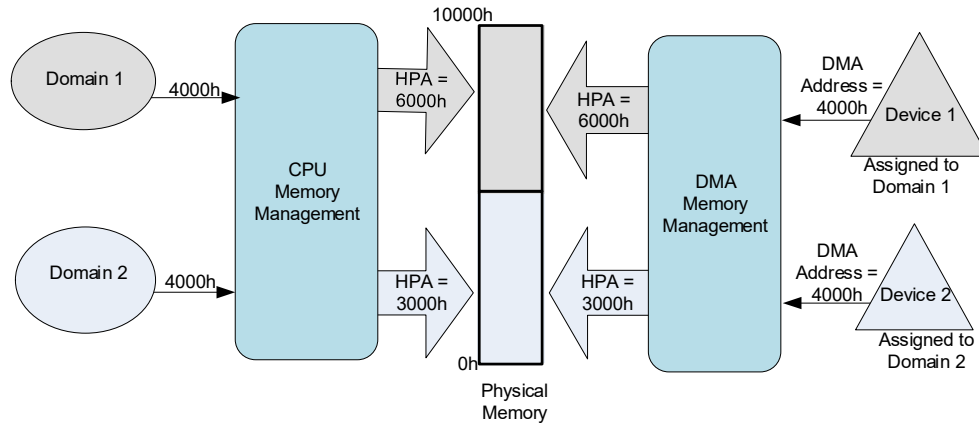 10000h
Domain 1
4000h
HPA =
6000h
HPA =
6000h
DMA
Address =
4000h
Device 1
Assigned to
Domain 1
CPU
Memory
Management
DMA
Memory
Management
Domain 2
4000h
HPA =
3000h
HPA =
3000h
DMA
Address =
4000h
Device 2
Assigned to
Domain 2
0h
Physical
Memory